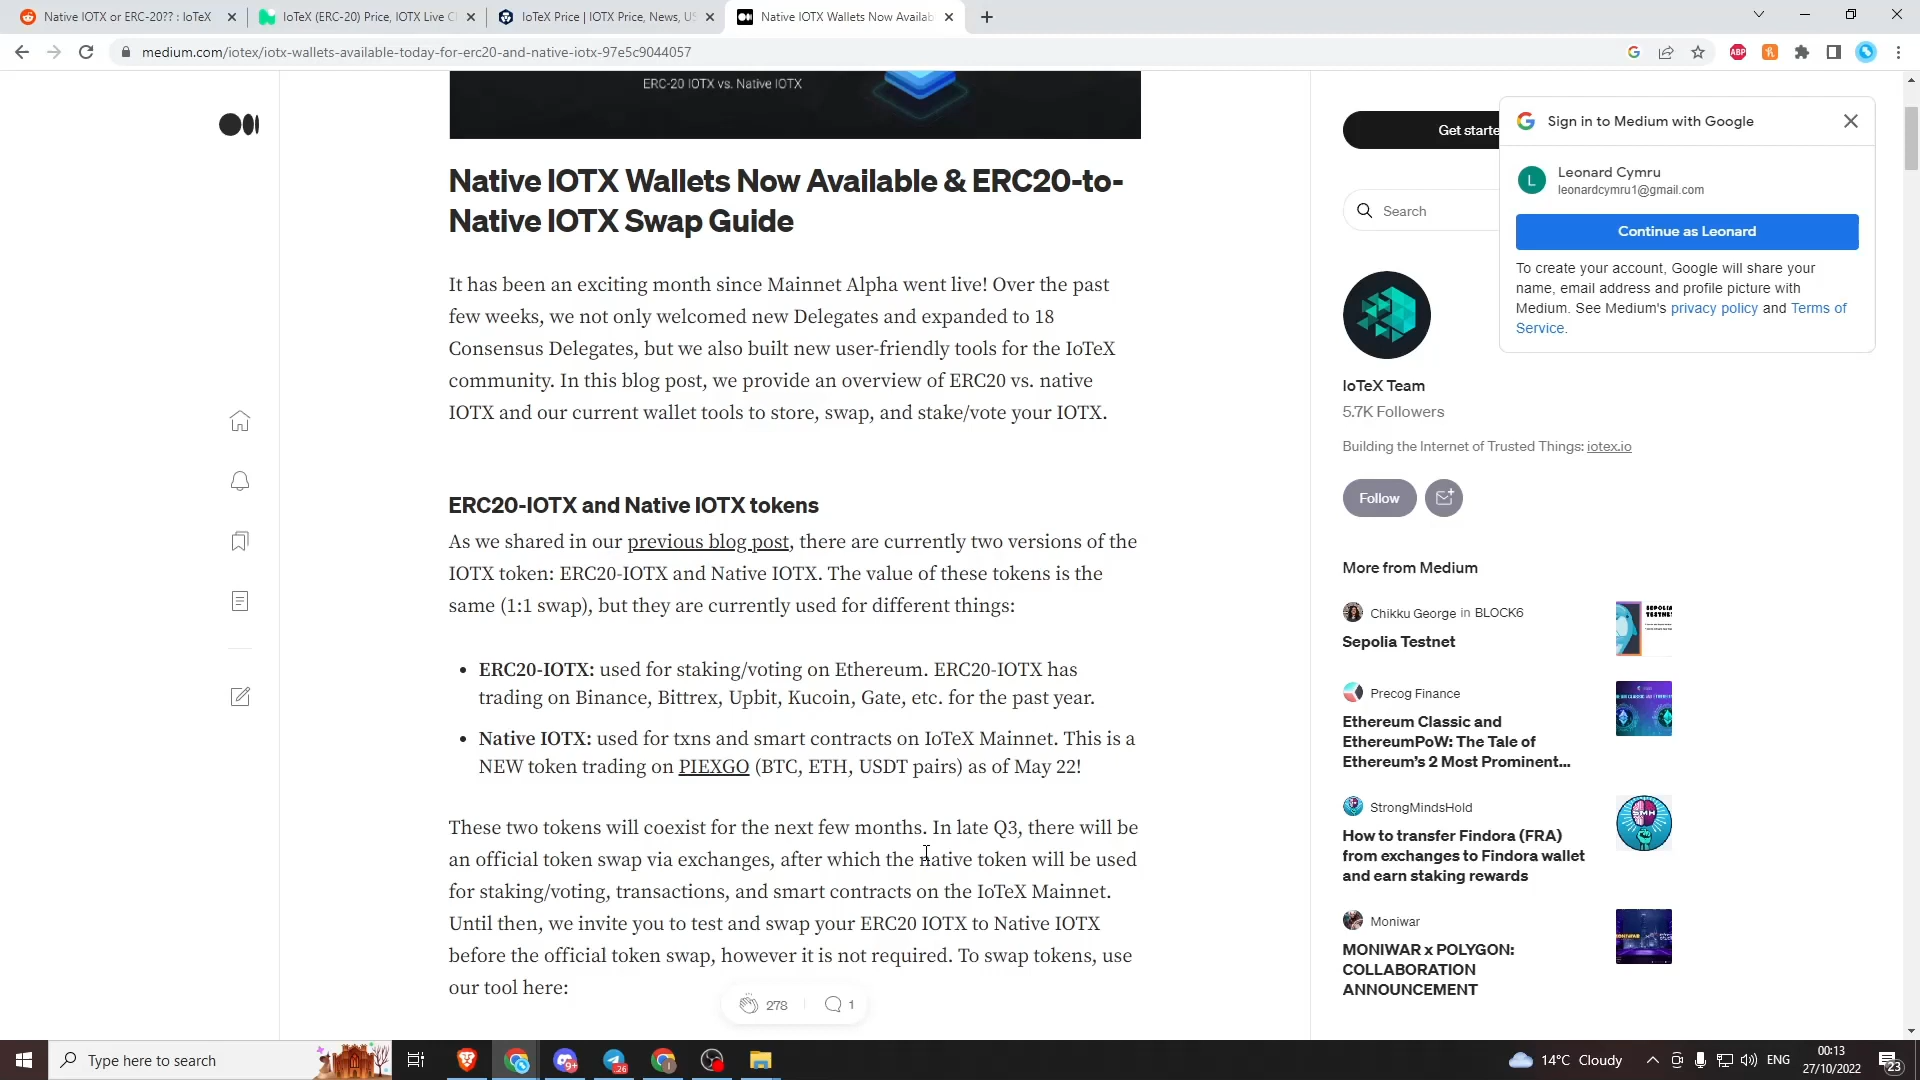 Native IOTX or ERC-20?? : IoTeX
IoTeX (ERC-20) Price, IOTX Live C
IoTeX Price | IOTX Price, News, US
Native IOTX Wallets Now Availab
medium.com/iotex/iotx-wallets-available-today-for-erc20-and-native-iotx-97e5c9044057
ABP
ERC-20 IOTX vs. Native IOTX
Native IOTX Wallets Now Available & ERC20-to-
Native IOTX Swap Guide
It has been an exciting month since Mainnet Alpha went live! Over the past
few weeks, we not only welcomed new Delegates and expanded to 18
Consensus Delegates, but we also built new user-friendly tools for the IoTeX
community. In this blog post, we provide an overview of ERC20 vs. native
IOTX and our current wallet tools to store, swap, and stake/vote your IOTX.
ERC20-IOTX and Native IOTX tokens
As we shared in our previous blog post, there are currently two versions of the
IOTX token: ERC20-IOTX and Native IOTX. The value of these tokens is the
same (1:1 swap), but they are currently used for different things:
• ERC20-IOTX: used for staking/voting on Ethereum. ERC20-IOTX has
trading on Binance, Bittrex, Upbit, Kucoin, Gate, etc. for the past year.
• Native IOTX: used for txns and smart contracts on IoTeX Mainnet. This is a
NEW token trading on PIEXGO (BTC, ETH, USDT pairs) as of May 22!
These two tokens will coexist for the next few months. In late Q3, there will be
an official token swap via exchanges, after which the native token will be used
for staking/voting, transactions, and smart contracts on the IoTeX Mainnet.
Until then, we invite you to test and swap your ERC20 IOTX to Native IOTX
before the official token swap, however it is not required. To swap tokens, use
our tool here:
278
1
Get starte
Search
Sign in to Medium with Google
L
Leonard Cymru
leonardcymru1@gmail.com
Continue as Leonard
To create your account, Google will share your
name, email address and profile picture with
Medium. See Medium's privacy policy and Terms of
Service.
IoTeX Team
5.7K Followers
Building the Internet of Trusted Things: iotex.io
Follow
More from Medium
Chikku George in BLOCK6
Sepolia Testnet
Precog Finance
Ethereum Classic and
EthereumPoW: The Tale of
Ethereum's 2 Most Prominent...
StrongMindsHold
How to transfer Findora (FRA)
from exchanges to Findora wallet
and earn staking rewards
Moniwar
MONIWAR x POLYGON:
COLLABORATION
ANNOUNCEMENT
Type here to search
14°C Cloudy
ENG
00:13
27/10/2022
23